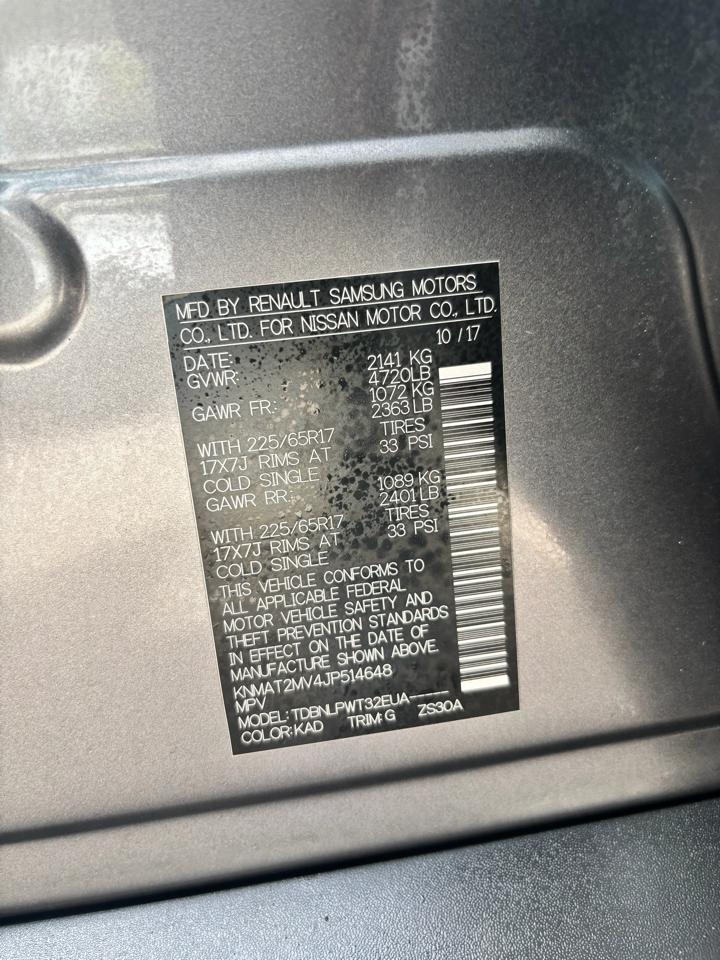 MFD. BY RENAULT SAMSUNG MOTORS
CO., LTD. FOR NISSAN MOTOR CO., LTD.
DATE: 10 / 17
GVWR: 2141 KG
4720LB
GAWR FR: 1072 KG
2363 LB
WITH 225/65R17 TIRES
17X7J RIMS AT 33 PSI
COLD SINGLE
GAWR RR: 1089 KG
2401 LB
WITH 225/65R17 TIRES
17X7J RIMS AT 33 PSI
COLD SINGLE
THIS VEHICLE CONFORMS TO
ALL APPLICABLE FEDERAL
MOTOR VEHICLE SAFETY AND
THEFT PREVENTION STANDARDS
IN EFFECT ON THE DATE OF
MANUFACTURE SHOWN ABOVE.
KNMAT2MV4JP514648
MPV
MODEL: TDBNLPWT32EUA-----
COLOR: KAD TRIM: G ZS30A